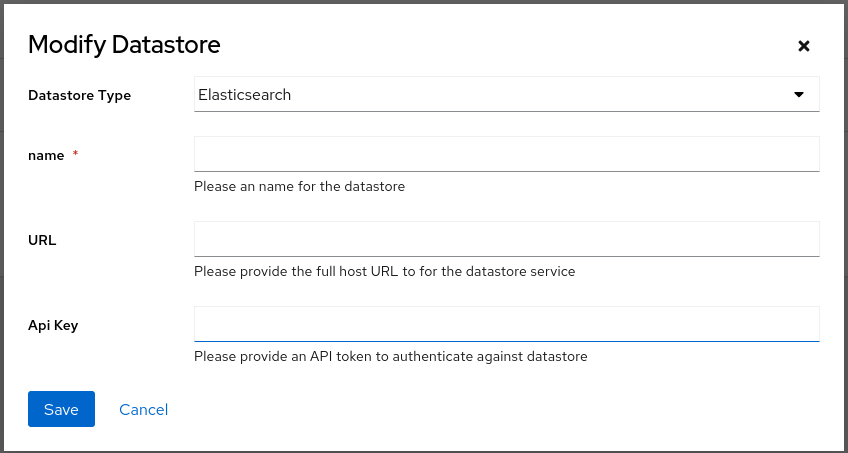 Modify Datastore
Datastore Type
Elasticsearch
name *
Please an name for the datastore
URL
Please provide the full host URL to for the datastore service
Api Key
Please provide an API token to authenticate against datastore
Save Cancel